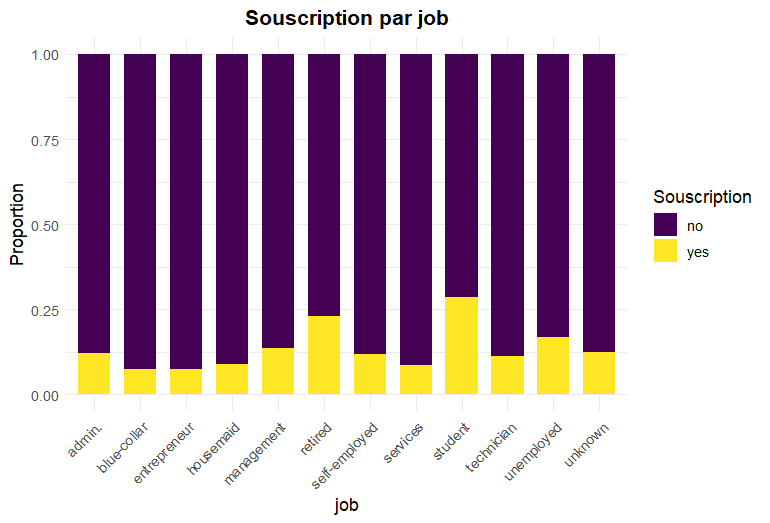 Souscription par job
Proportion
1.00
0.75
0.50
0.25
0.00
admin.
blue-collar
entrepreneur
housemaid
management
retired
self-employed
services
student
technician
unemployed
unknown
job
Souscription
no
yes